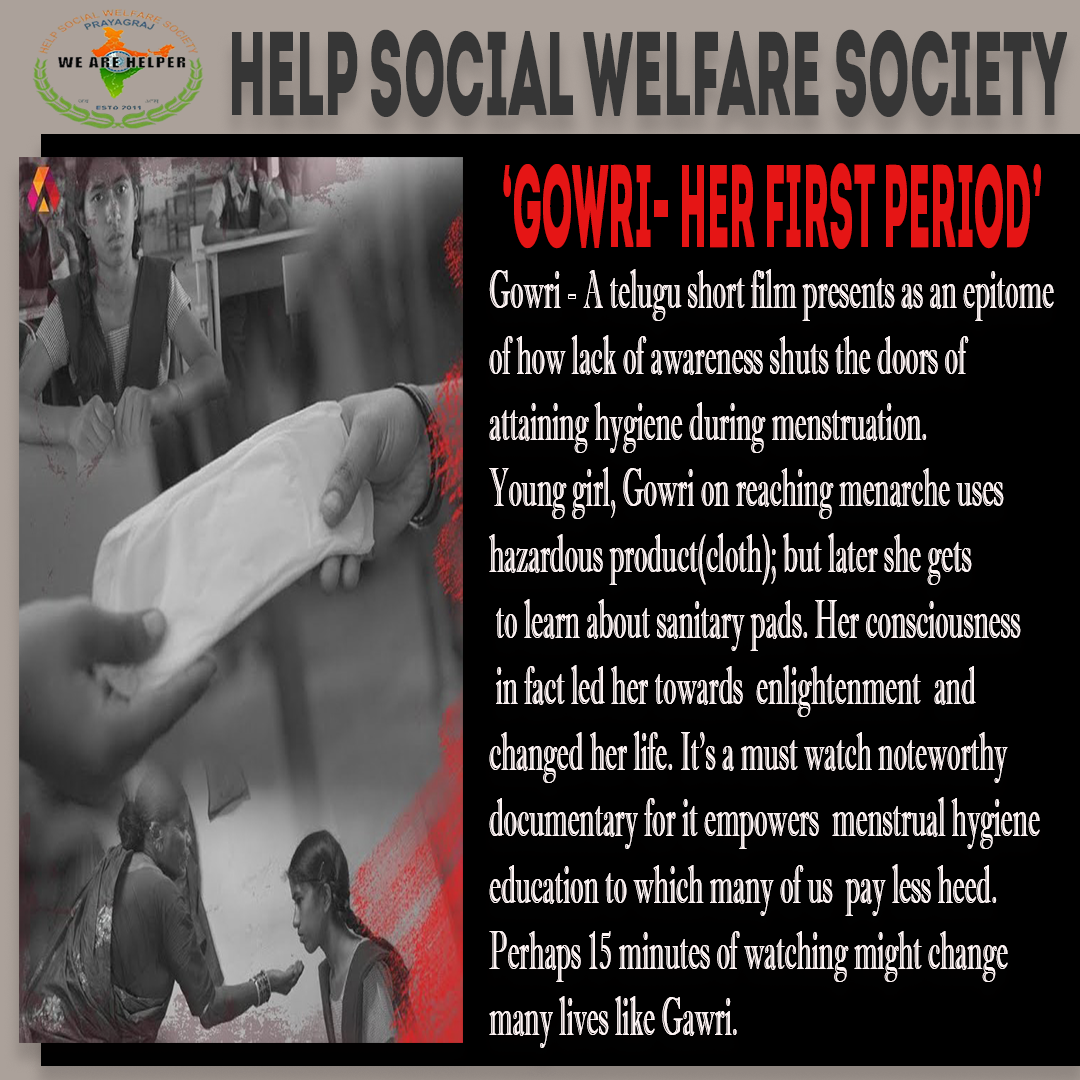 HELP SOCIAL WELFARE SOCIETY
PRAYAGRAJ
WE ARE HELPER
ESTD 2011
HELP SOCIAL WELFARE SOCIETY
‘GOWRI- HER FIRST PERIOD’
Gowri - A telugu short film presents as an epitome
of how lack of awareness shuts the doors of
attaining hygiene during menstruation.
Young girl, Gowri on reaching menarche uses
hazardous product(cloth); but later she gets
to learn about sanitary pads. Her consciousness
in fact led her towards enlightenment and
changed her life. It’s a must watch noteworthy
documentary for it empowers menstrual hygiene
education to which many of us pay less heed.
Perhaps 15 minutes of watching might change
many lives like Gawri.